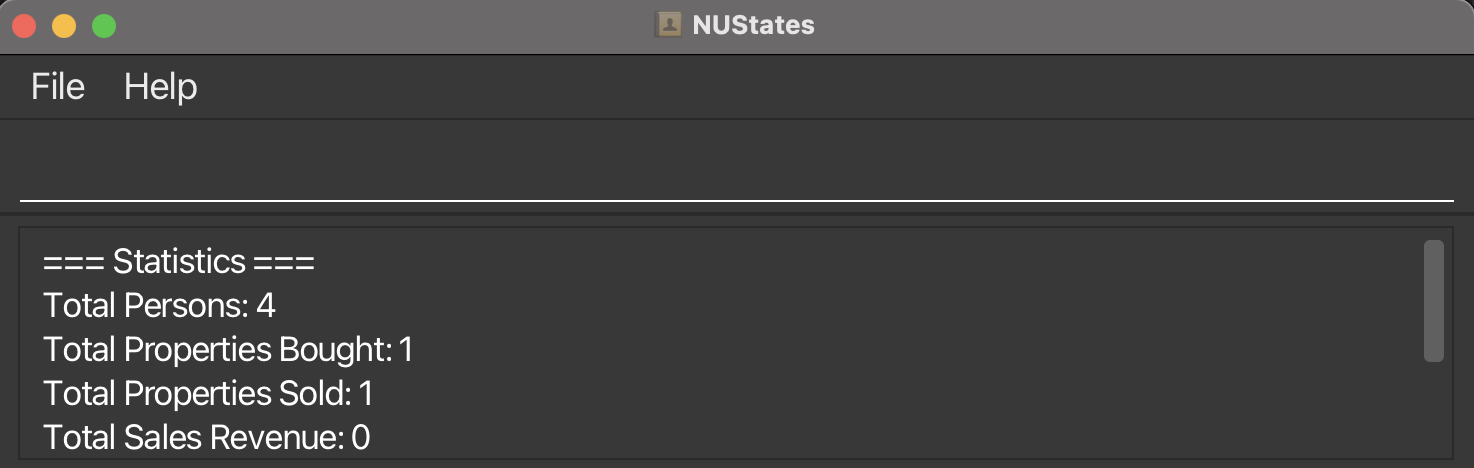 NUStates
File Help
=== Statistics ===
Total Persons: 4
Total Properties Bought: 1
Total Properties Sold: 1
Total Sales Revenue: 0